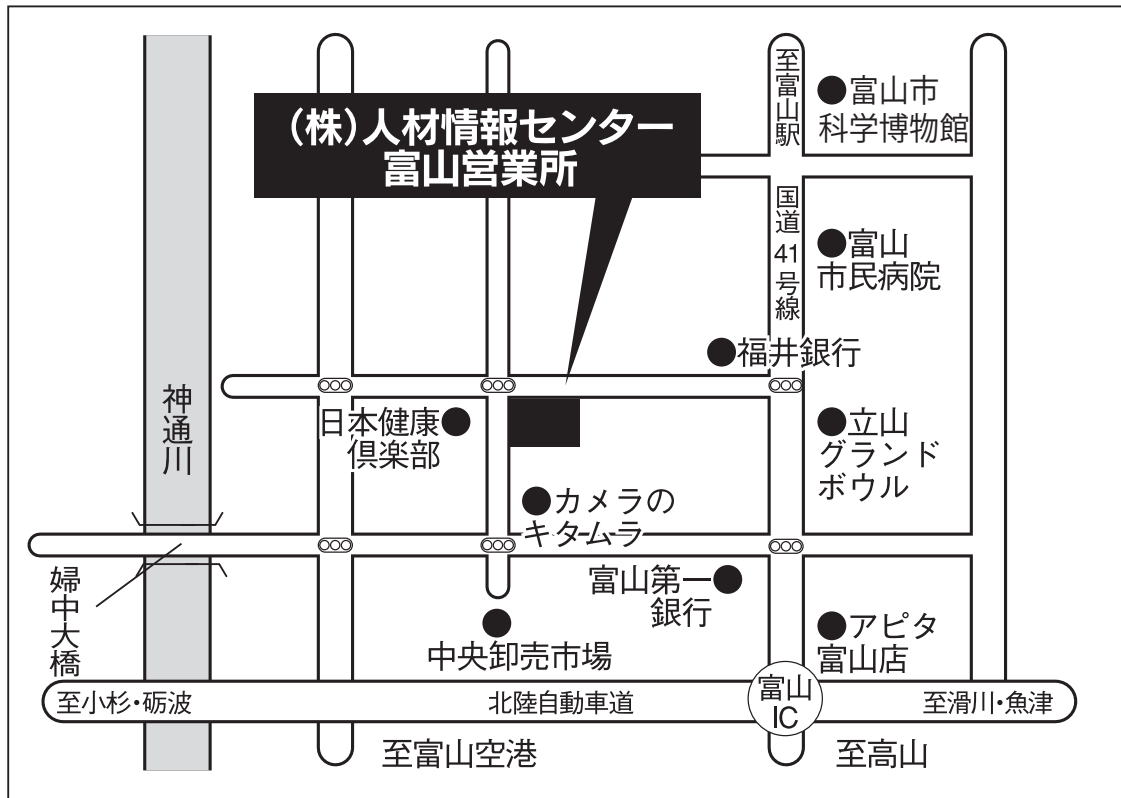 至富山駅
富山市
科学博物館
(株)人材情報センター
富山営業所
国道41号線
富山
市民病院
福井銀行
神通川
日本健康
倶楽部
立山
グランド
ボウル
カメラの
キタムラ
婦中大橋
富山第一
銀行
中央卸売市場
アピタ
富山店
至小杉・砺波
北陸自動車道
富山
IC
至滑川・魚津
至富山空港
至高山